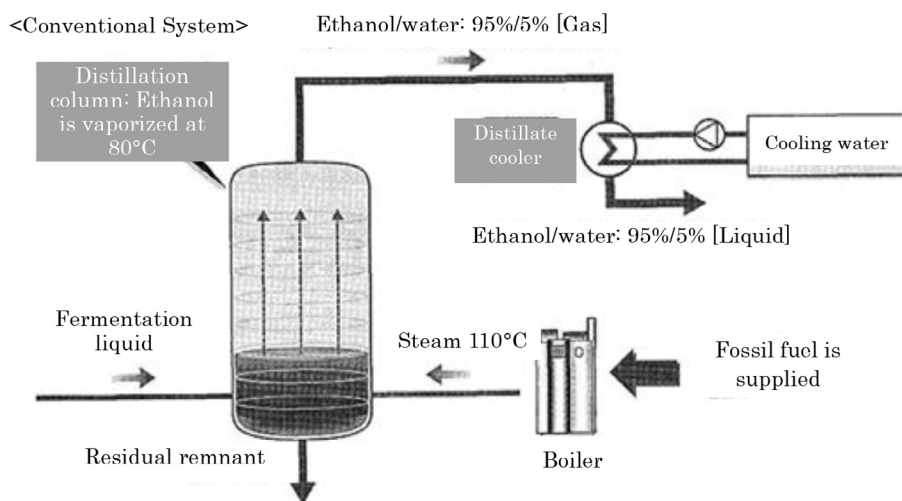 <Conventional System>
Ethanol/water: 95%/5% [Gas]
Distillation
column: Ethanol
is vaporized at
80°C
Distillate
cooler
Cooling water
Ethanol/water: 95%/5% [Liquid]
Fermentation
liquid
Steam 110°C
Fossil fuel is
supplied
Residual remnant
Boiler